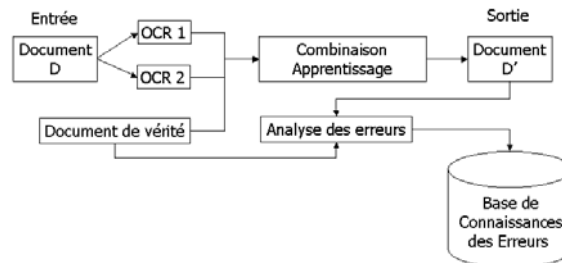 Entrée
Sortie
Document
D
OCR 1
OCR 2
Combinaison
Apprentissage
Document
D'
Document de vérité
Analyse des erreurs
Base de
Connaissances
des Erreurs